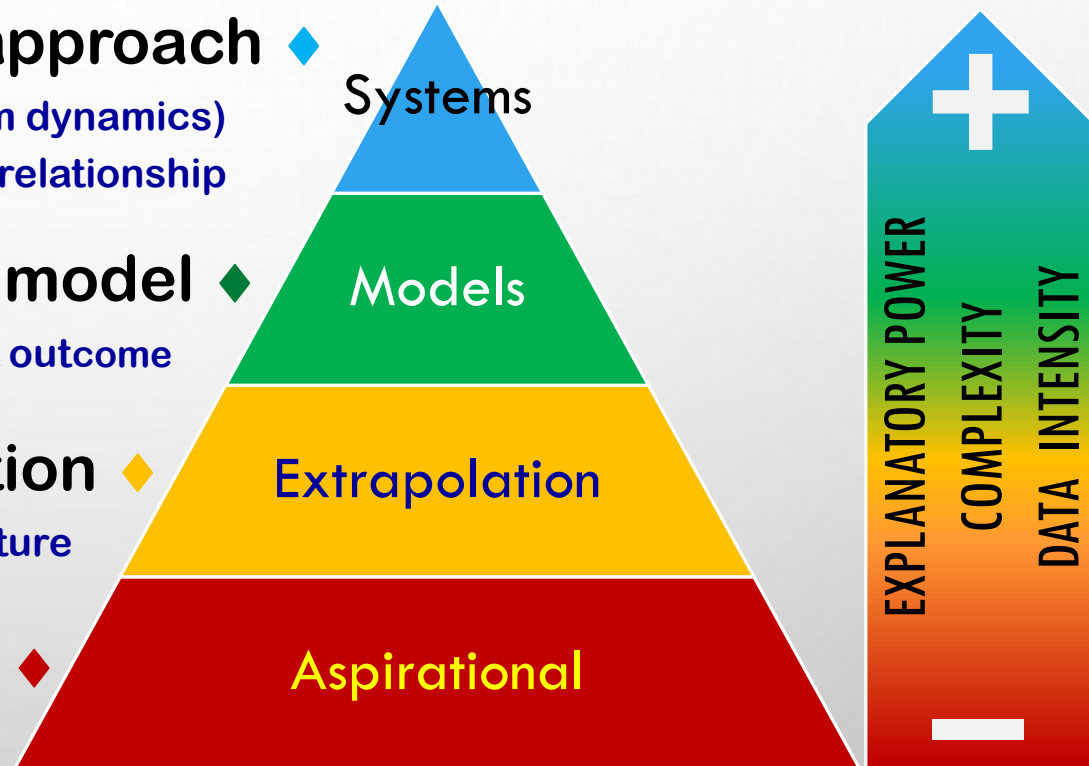 approach
Systems
m dynamics)
relationship
model
Models
outcome
tion
Extrapolation
ture
Aspirational
+
EXPLANATORY POWER
COMPLEXITY
DATA INTENSITY
−